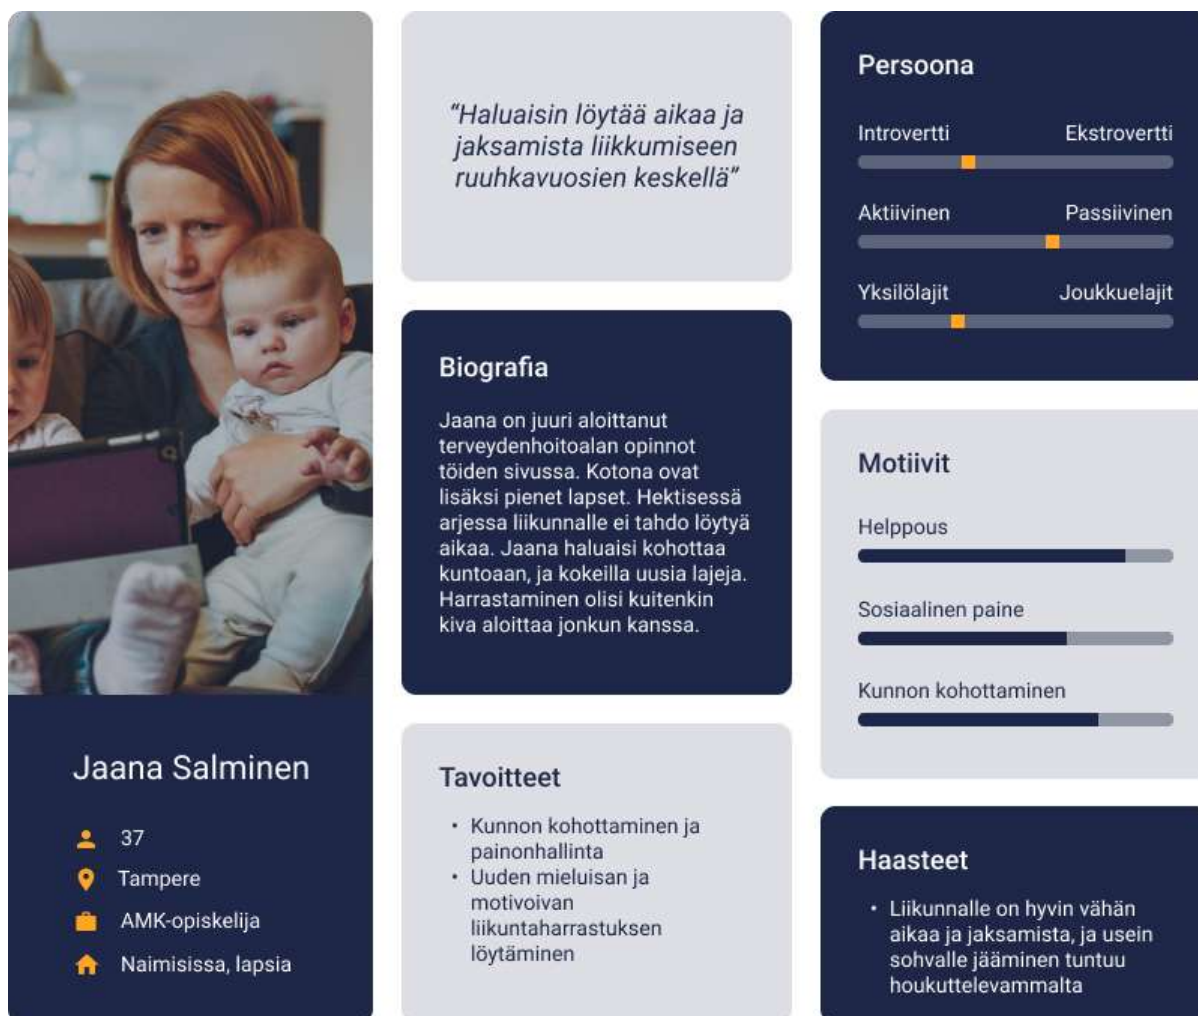 Jaana Salminen
37
Tampere
AMK-opiskelija
Naimisissa, lapsia
“Haluaisin löytää aikaa ja
jaksamista liikkumiseen
ruuhkavuosien keskellä”
Biografia
Jaana on juuri aloittanut
terveydenhoitoalan opinnot
töiden sivussa. Kotona ovat
lisäksi pienet lapset. Hektisessä
arjessa liikunnalle ei tahdo löytyä
aikaa. Jaana haluaisi kohottaa
kuntoaan, ja kokeilla uusia lajeja.
Harrastaminen olisi kuitenkin
kiva aloittaa jonkun kanssa.
Tavoitteet
• Kunnon kohottaminen ja
painonhallinta
• Uuden mieluisan ja
motivoivan
liikuntaharrastuksen
löytäminen
Persoona
Introvertti Ekstrovertti
Aktiivinen Passiivinen
Yksilölajit Joukkuelajit
Motiivit
Helppous
Sosiaalinen paine
Kunnon kohottaminen
Haasteet
• Liikunnalle on hyvin vähän
aikaa ja jaksamista, ja usein
sohvalle jääminen tuntuu
houkuttelevammalta